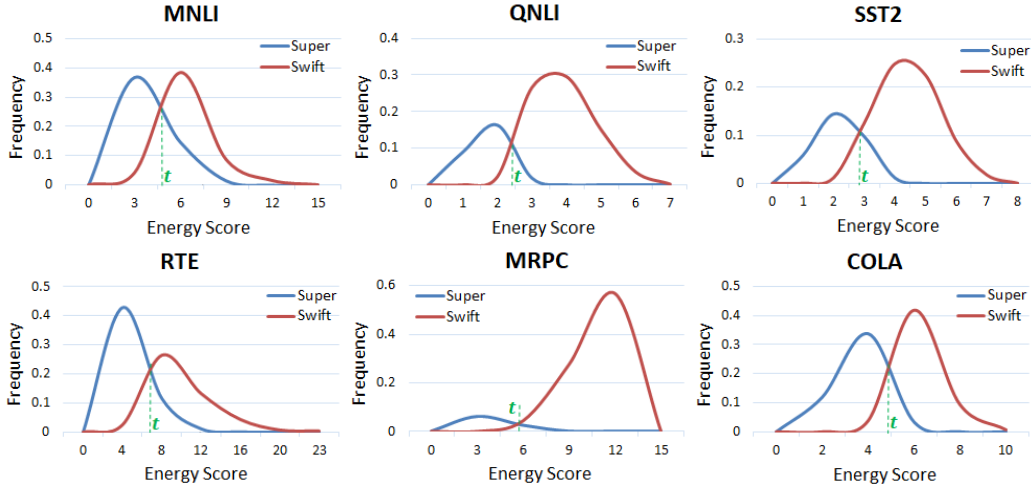 MNLI
Frequency
0.5
0.4
0.3
0.2
0.1
0
Super
Swift
t
0 3 6 9 12 15
Energy Score
QNLI
Frequency
0.4
0.3
0.2
0.1
0
Super
Swift
t
0 1 2 3 4 5 6 7
Energy Score
SST2
Frequency
0.3
0.2
0.1
0
Super
Swift
t
0 1 2 3 4 5 6 7 8
Energy Score
RTE
Frequency
0.5
0.4
0.3
0.2
0.1
0
Super
Swift
t
0 4 8 12 16 20 23
Energy Score
MRPC
Frequency
0.6
0.4
0.2
0
Super
Swift
t
0 3 6 9 12 15
Energy Score
COLA
Frequency
0.5
0.4
0.3
0.2
0.1
0
Super
Swift
t
0 2 4 6 8 10
Energy Score